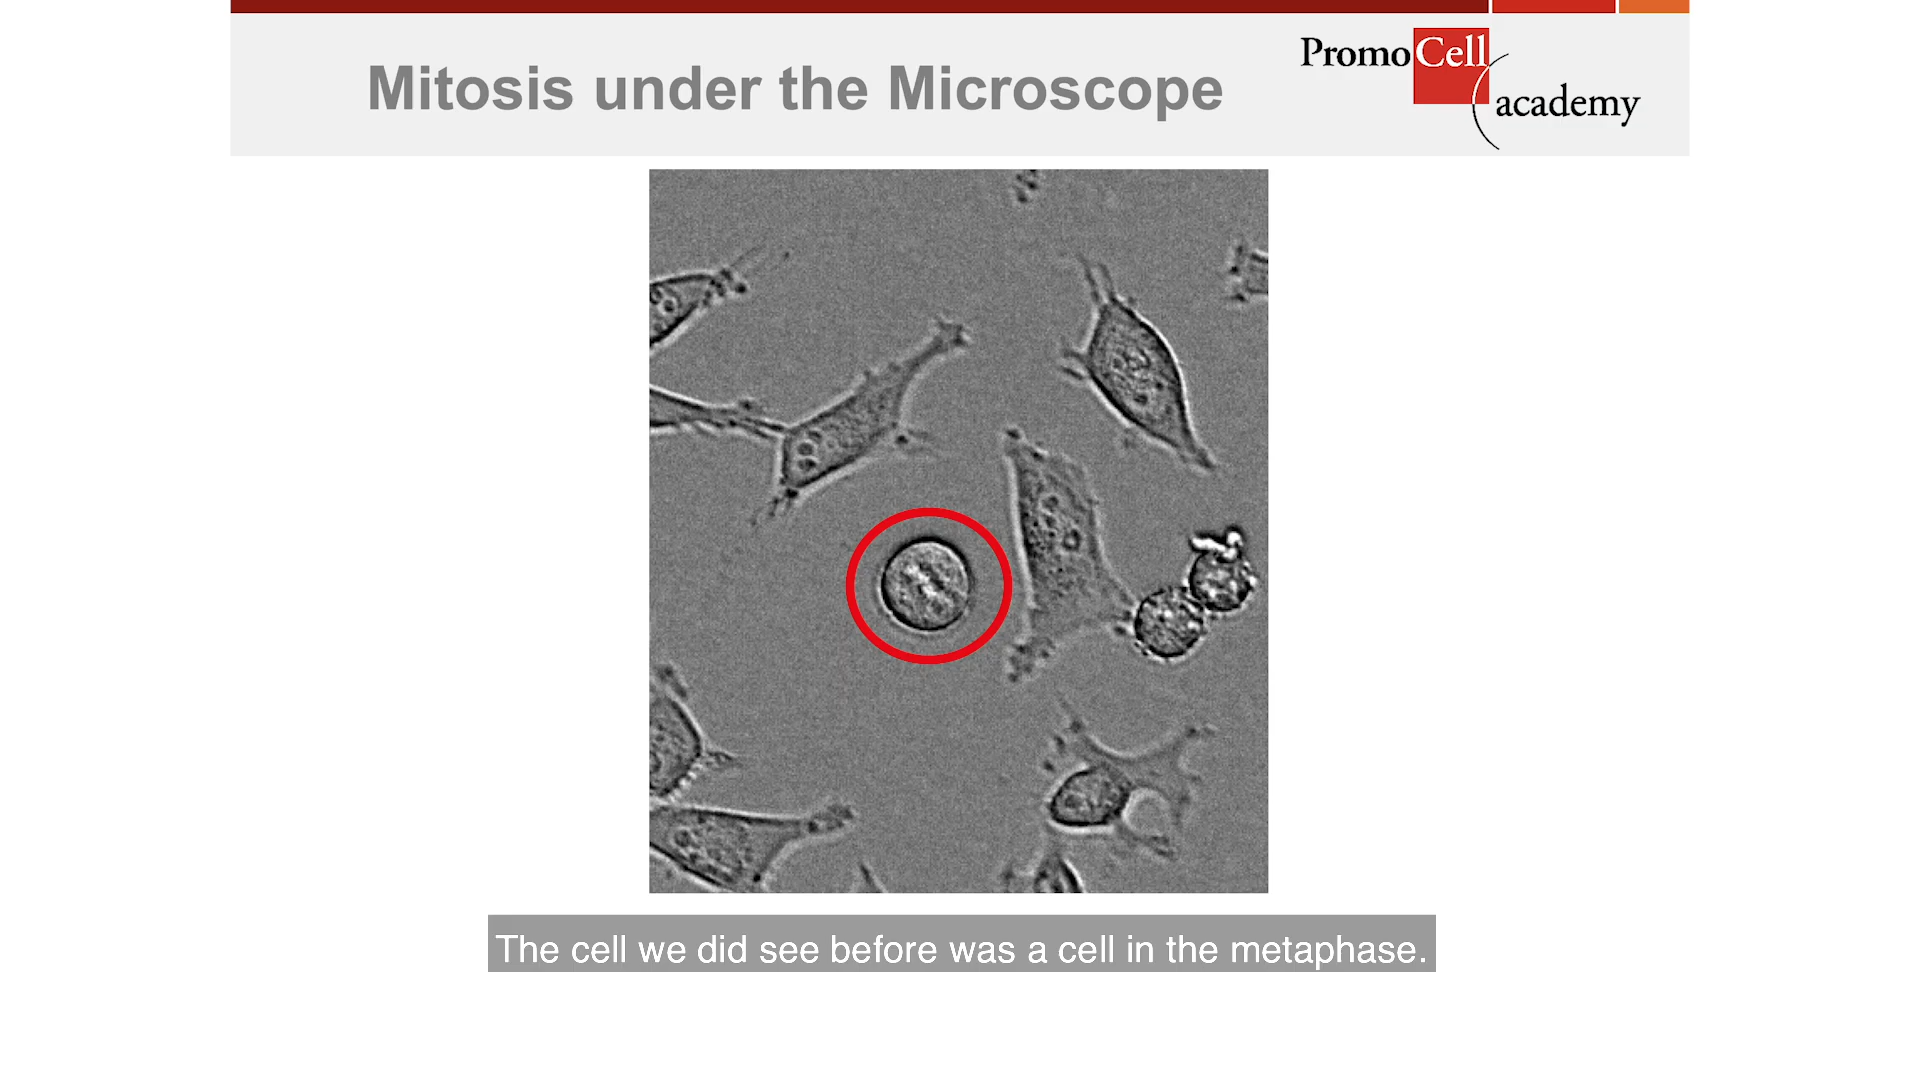 Mitosis under the Microscope
PromoCell
academy
The cell we did see before was a cell in the metaphase.